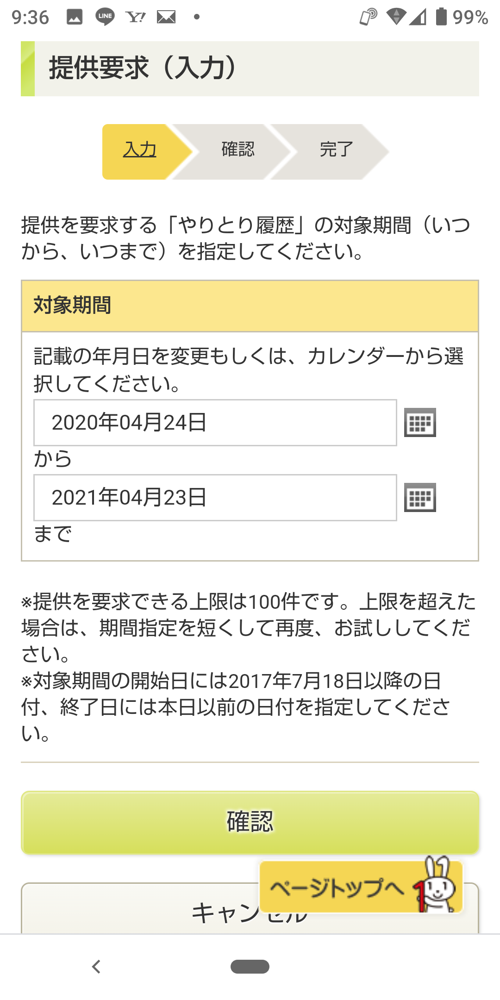 9:36 LINE Y! 99%
提供要求（入力）
入力 確認 完了
提供を要求する「やりとり履歴」の対象期間（いつ
から、いつまで）を指定してください。
対象期間
記載の年月日を変更もしくは、カレンダーから選
択してください。
2020年04月24日
から
2021年04月23日
まで
※提供を要求できる上限は100件です。上限を超えた
場合は、期間指定を短くして再度、お試ししてくだ
さい。
※対象期間の開始日には2017年7月18日以降の日
付、終了日には本日以前の日付を指定してくださ
い。
確認
ページトップへ
キャンセル